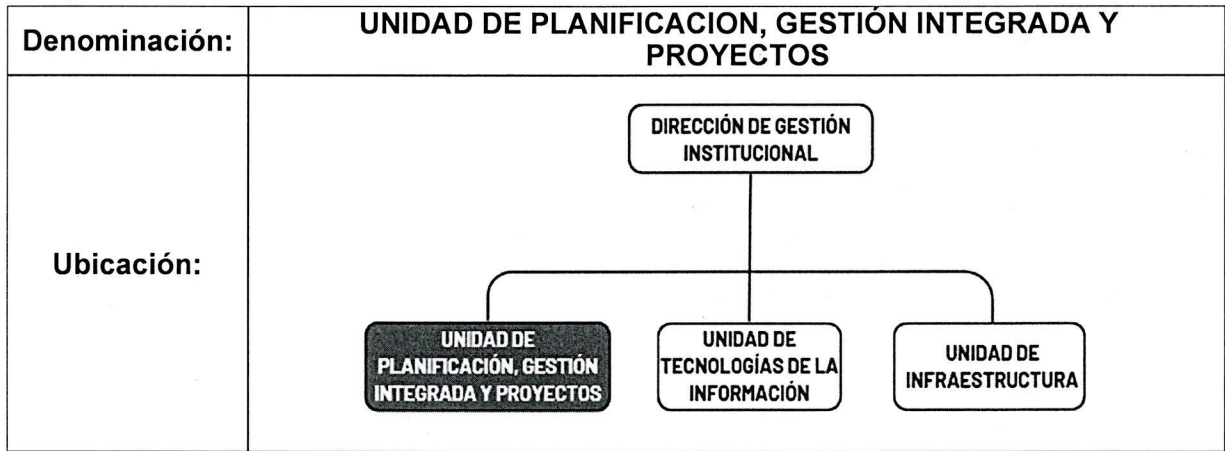 Denominación:
UNIDAD DE PLANIFICACION, GESTIÓN INTEGRADA Y
PROYECTOS
Ubicación:
DIRECCIÓN DE GESTIÓN
INSTITUCIONAL
UNIDAD DE
PLANIFICACIÓN, GESTIÓN
INTEGRADA Y PROYECTOS
UNIDAD DE
TECNOLOGÍAS DE LA
INFORMACIÓN
UNIDAD DE
INFRAESTRUCTURA